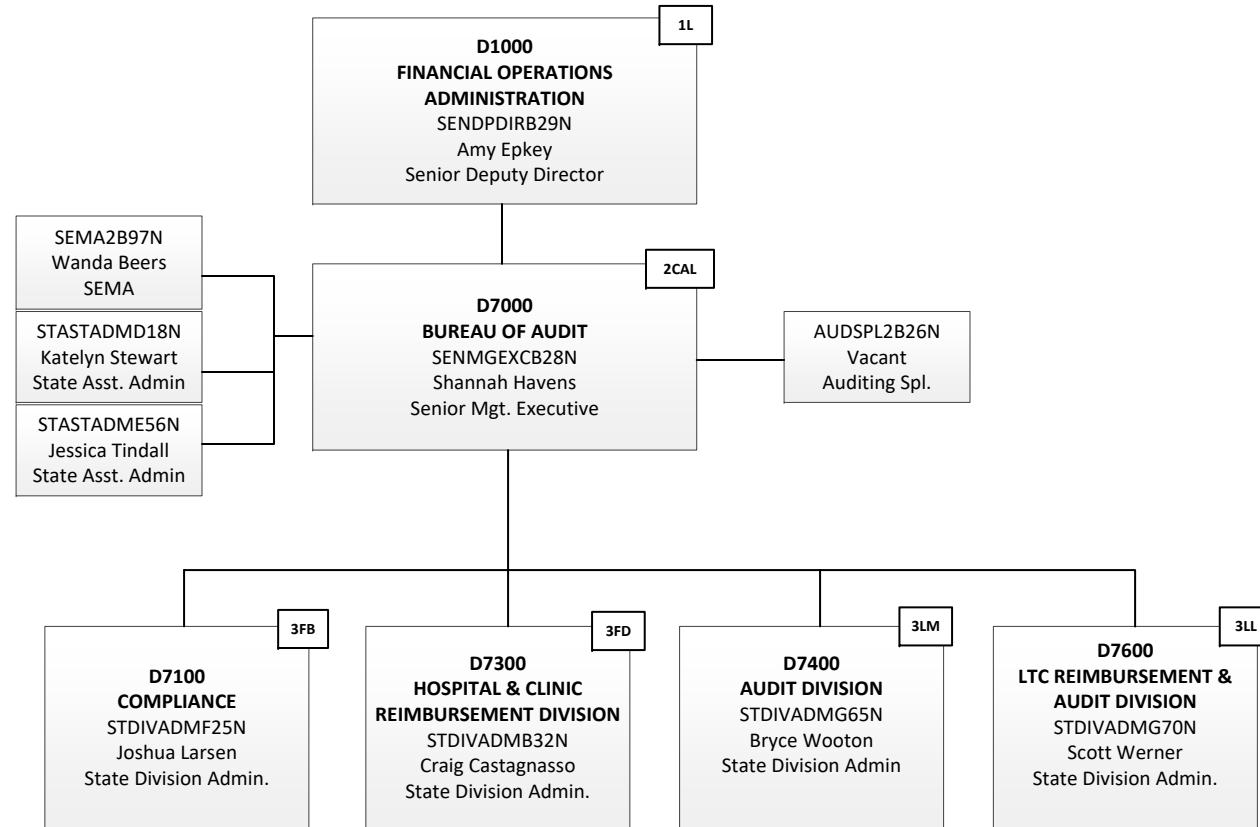 1L
D1000
FINANCIAL OPERATIONS
ADMINISTRATION
SENDPDIRB29N
Amy Epkey
Senior Deputy Director
SEMA2B97N
Wanda Beers
SEMA
STASTADMD18N
Katelyn Stewart
State Asst. Admin
STASTADME56N
Jessica Tindall
State Asst. Admin
2CAL
D7000
BUREAU OF AUDIT
SENMGEXCB28N
Shannah Havens
Senior Mgt. Executive
AUDSPL2B26N
Vacant
Auditing Spl.
3FB
D7100
COMPLIANCE
STDIVADMF25N
Joshua Larsen
State Division Admin.
3FD
D7300
HOSPITAL & CLINIC
REIMBURSEMENT DIVISION
STDIVADMB32N
Craig Castagnasso
State Division Admin.
3LM
D7400
AUDIT DIVISION
STDIVADMG65N
Bryce Wooton
State Division Admin
3LL
D7600
LTC REIMBURSEMENT &
AUDIT DIVISION
STDIVADMG70N
Scott Werner
State Division Admin.